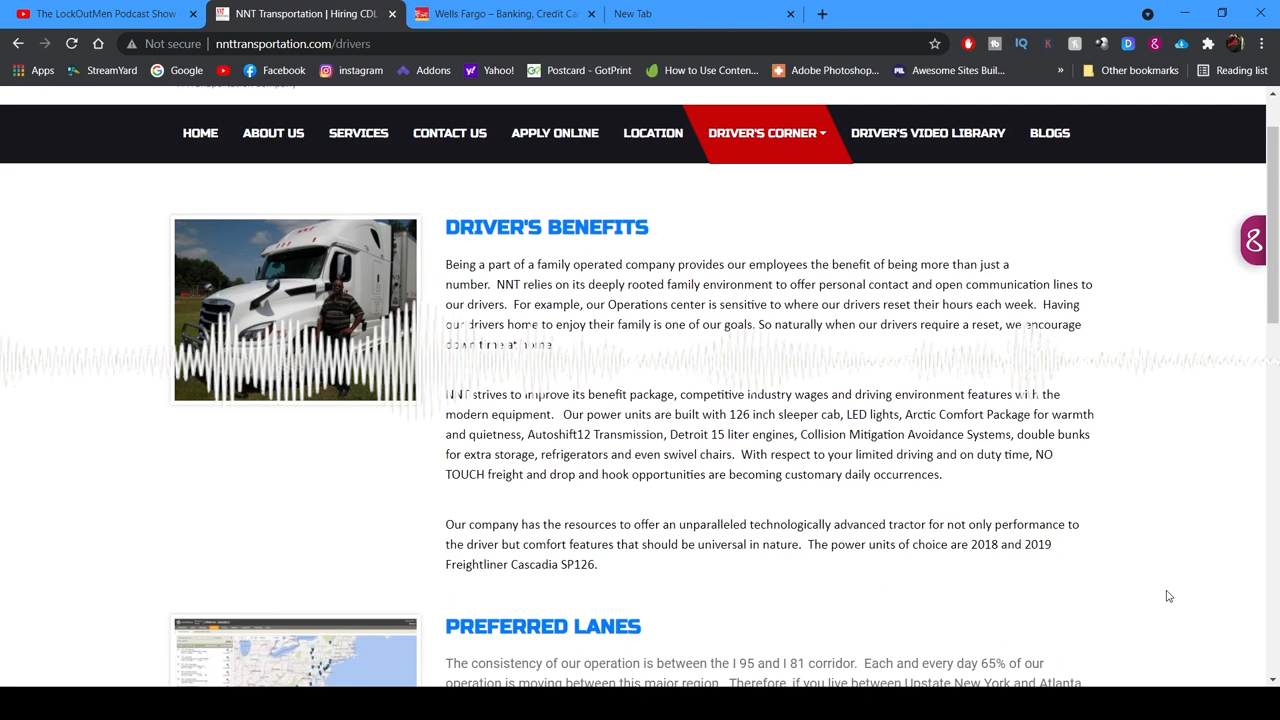 The LockOutMen Podcast Show
NNT Transportation | Hiring CDL
Wells Fargo – Banking, Credit Ca
New Tab
Not secure
nnttransportation.com/drivers
Apps
StreamYard
Google
Facebook
instagram
Addons
Yahoo!
Postcard - GotPrint
How to Use Conten...
Adobe Photoshop...
Awesome Sites Buil...
»
Other bookmarks
Reading list
HOME
ABOUT US
SERVICES
CONTACT US
APPLY ONLINE
LOCATION
DRIVER'S CORNER
DRIVER'S VIDEO LIBRARY
BLOGS
DRIVER'S BENEFITS
Being a part of a family operated company provides our employees the benefit of being more than just a
number. NNT relies on its deeply rooted family environment to offer personal contact and open communication lines to
our drivers. For example, our Operations center is sensitive to where our drivers reset their hours each week. Having
our drivers home to enjoy their family is one of our goals. So naturally when our drivers require a reset, we encourage
down time at home
NNT strives to improve its benefit package, competitive industry wages and driving environment features with the
modern equipment. Our power units are built with 126 inch sleeper cab, LED lights, Arctic Comfort Package for warmth
and quietness, Autoshift12 Transmission, Detroit 15 liter engines, Collision Mitigation Avoidance Systems, double bunks
for extra storage, refrigerators and even swivel chairs. With respect to your limited driving and on duty time, NO
TOUCH freight and drop and hook opportunities are becoming customary daily occurrences.
Our company has the resources to offer an unparalleled technologically advanced tractor for not only performance to
the driver but comfort features that should be universal in nature. The power units of choice are 2018 and 2019
Freightliner Cascadia SP126.
PREFERRED LANES
The consistency of our operation is between the I 95 and I 81 corridor. Each and every day 65% of our
operation is moving between this major region. Therefore, if you live between Upstate New York and Atlanta